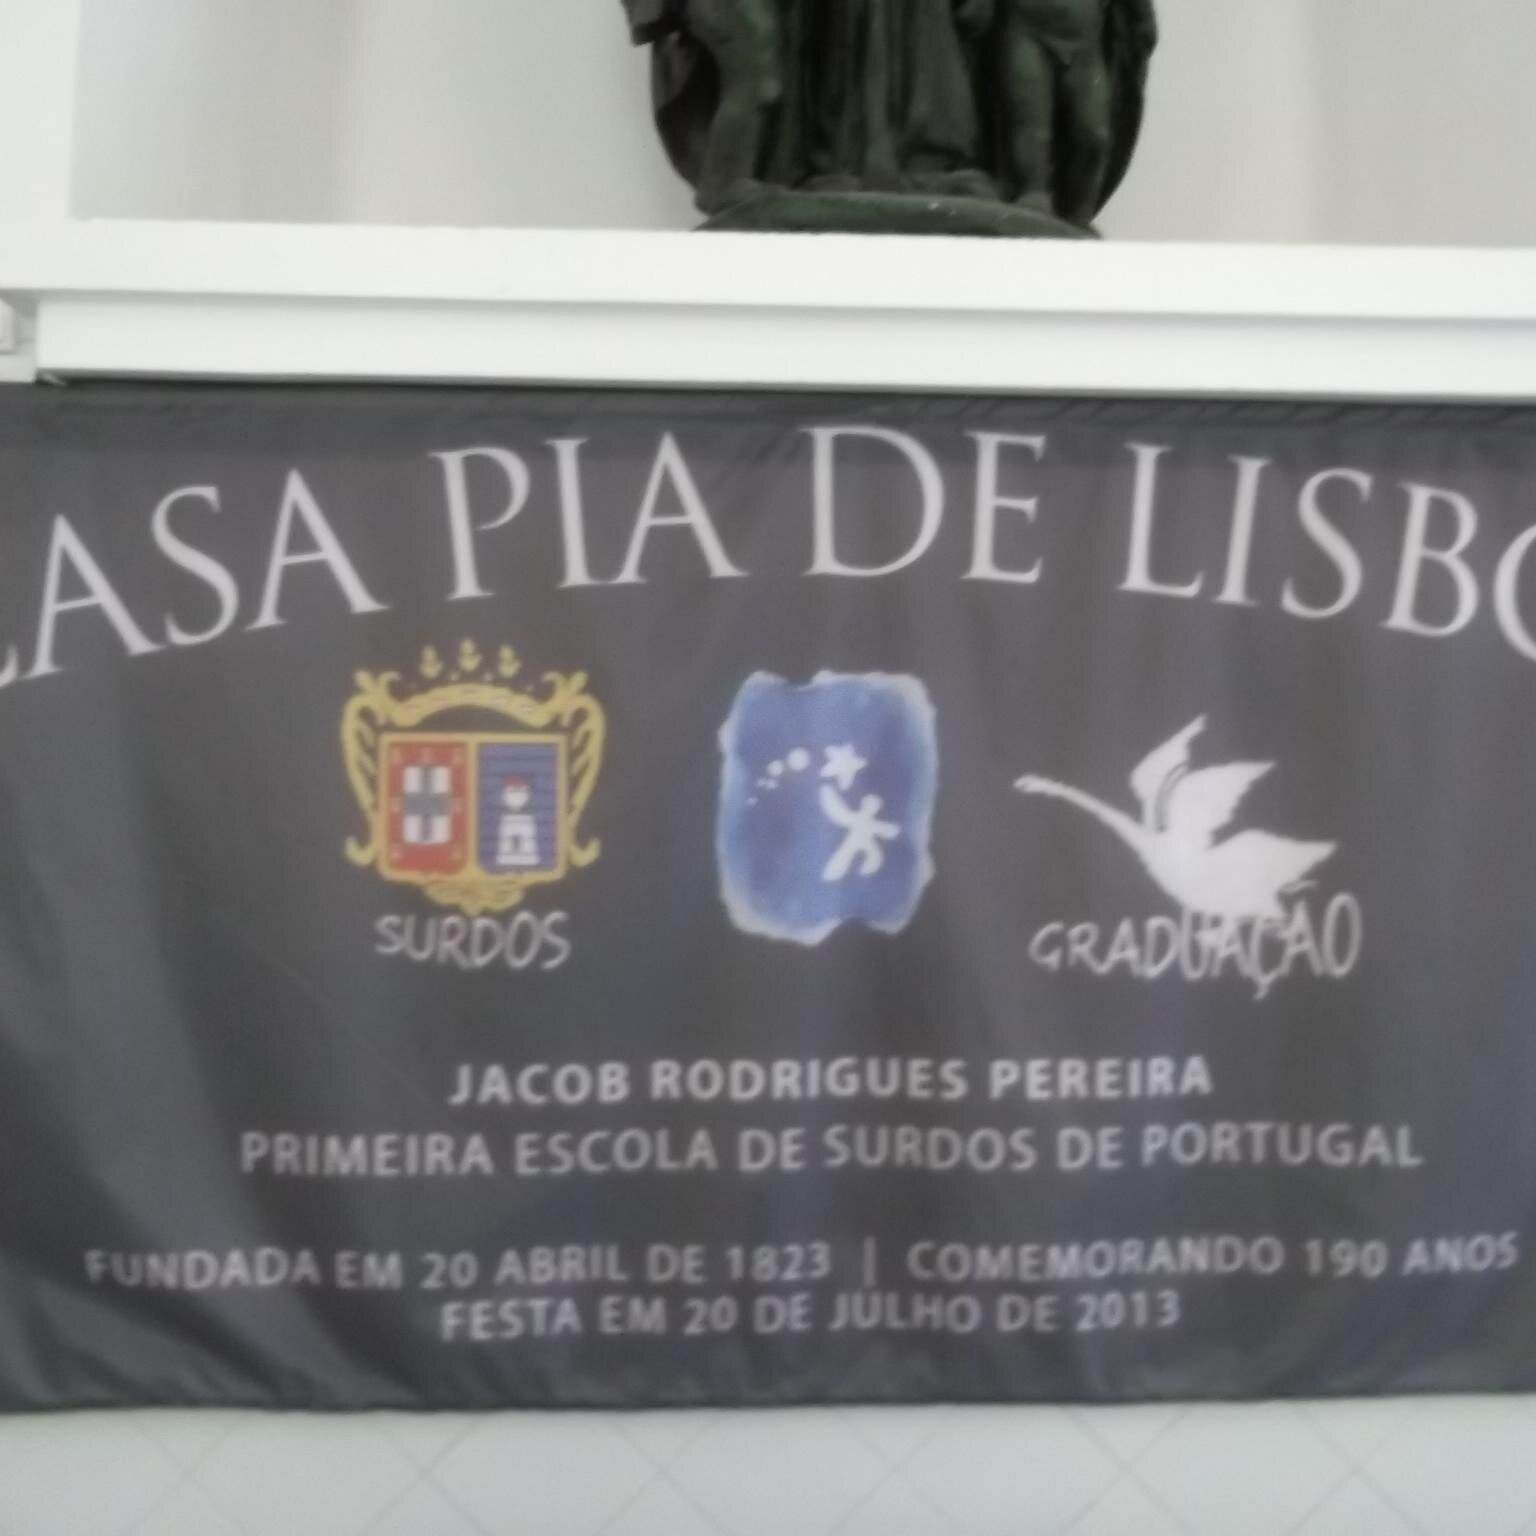 CASA PIA DE LISBO
SURDOS
GRADUAÇÃO
JACOB RODRIGUES PEREIRA
PRIMEIRA ESCOLA DE SURDOS DE PORTUGAL
FUNDADA EM 20 ABRIL DE 1823 | COMEMORANDO 190 ANOS
FESTA EM 20 DE JULHO DE 2013